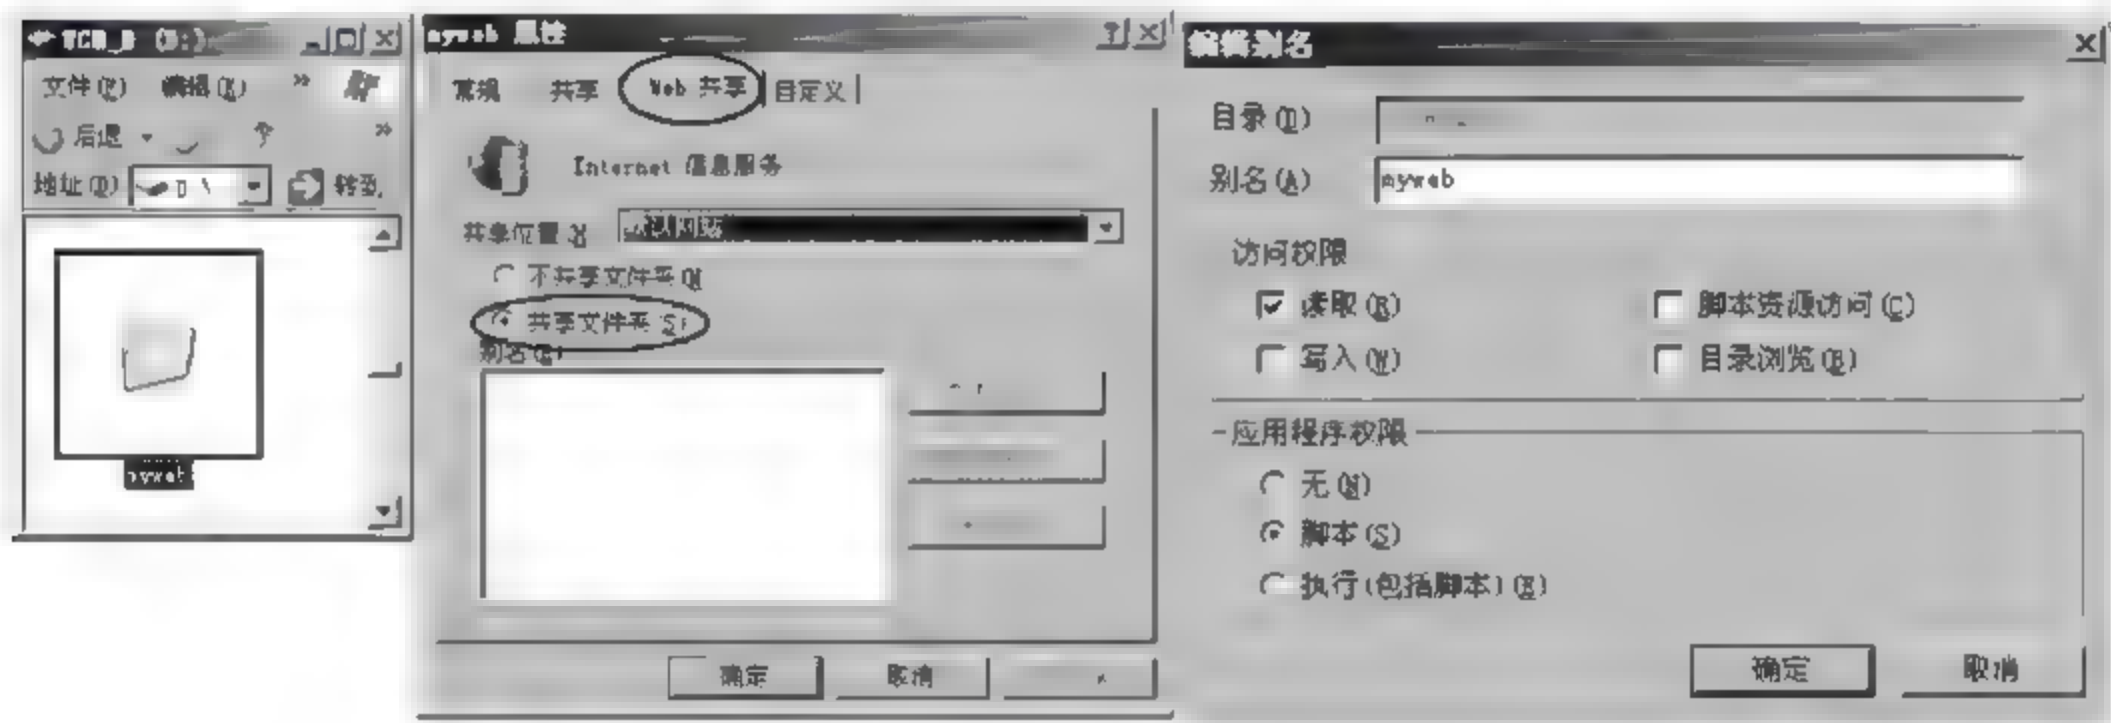 文件(F) 编辑(E) »
后退 »
地址(D) D:\ 转到
myweb
myweb 属性
常规 共享 Web 共享 自定义
Internet 信息服务
共享位置 默认网站
不共享文件夹(N)
共享文件夹(S)
别名
确定 取消
编辑别名
目录(D)
别名(A) myweb
访问权限
读取(R) 脚本资源访问(C)
写入(W) 目录浏览(B)
应用程序权限
无(N)
脚本(S)
执行(包括脚本)(E)
确定 取消